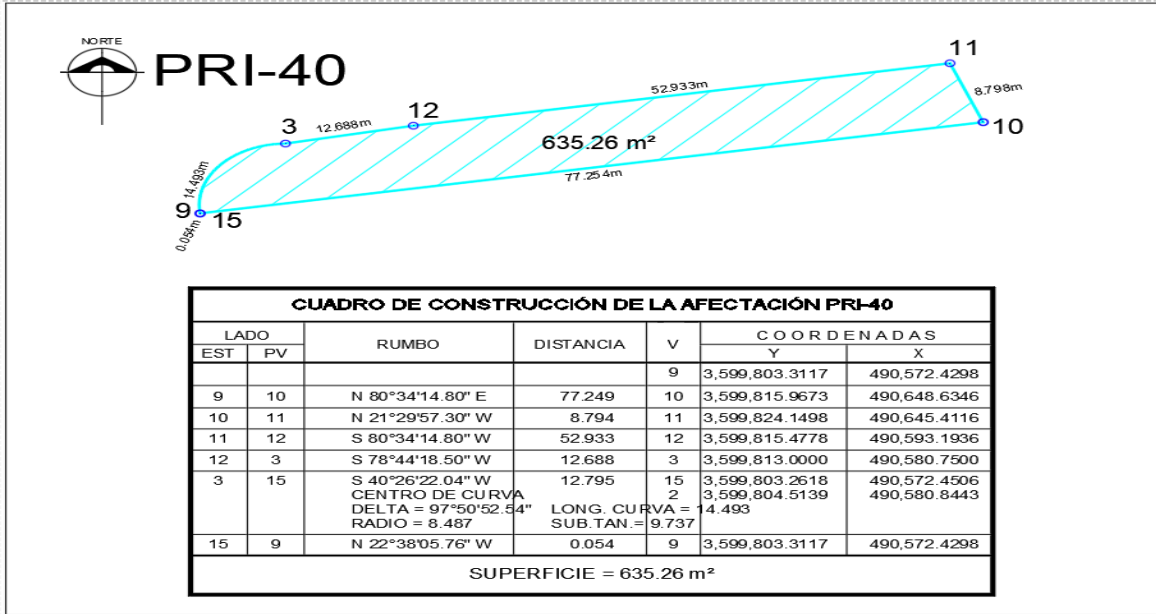 NORTE
PRI-40
11
52.933m
8.798m
12
10
3
12.688m
635.26 m²
77.254m
14.493m
9
15
0.054m
CUADRO DE CONSTRUCCIÓN DE LA AFECTACIÓN PRI-40
LADO RUMBO DISTANCIA V COORDENADAS
EST PV Y X
9 3,599,803.3117 490,572.4298
9 10 N 80°34'14.80" E 77.249 10 3,599,815.9673 490,648.6346
10 11 N 21°29'57.30" W 8.794 11 3,599,824.1498 490,645.4116
11 12 S 80°34'14.80" W 52.933 12 3,599,815.4778 490,593.1936
12 3 S 78°44'18.50" W 12.688 3 3,599,813.0000 490,580.7500
3 15 S 40°26'22.04" W 12.795 15 3,599,803.2618 490,572.4506
CENTRO DE CURVA 2 3,599,804.5139 490,580.8443
DELTA = 97°50'52.54" LONG. CURVA = 14.493
RADIO = 8.487 SUB.TAN.= 9.737
15 9 N 22°38'05.76" W 0.054 9 3,599,803.3117 490,572.4298
SUPERFICIE = 635.26 m²